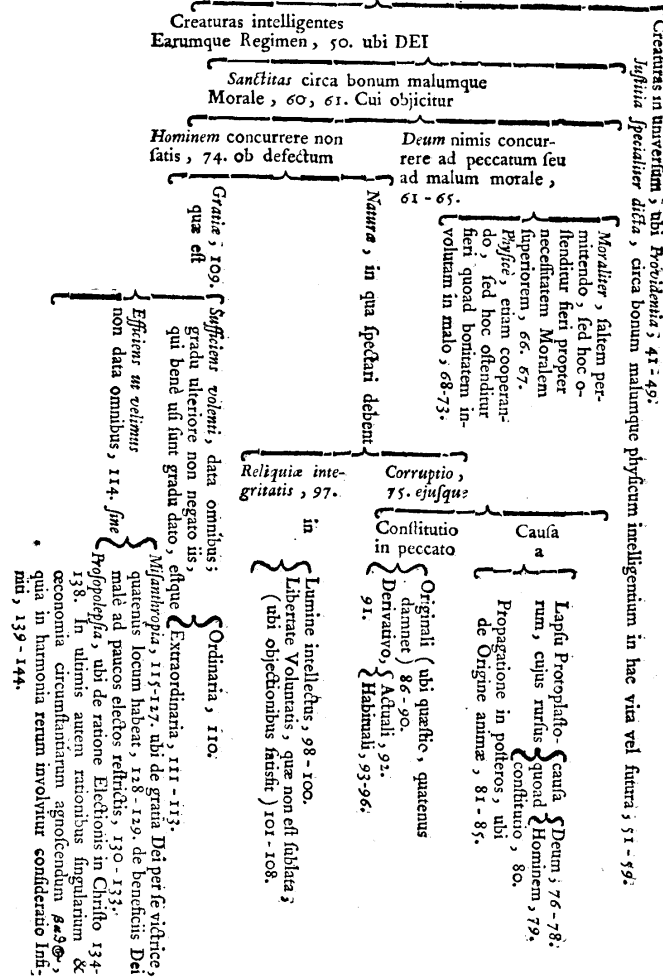 Creaturas in universum, ubi Providentia; 41-49.
Creaturas intelligentes
Earumque Regimen, 50. ubi DEI
Justitia specialiter dicta, circa bonum malumque physicum intelligentium in hac vita vel futura; 51-59.
Sanctitas circa bonum malumque
Morale, 60, 61. Cui objicitur
Hominem concurrere non
satis, 74. ob defectum
Deum nimis concur-
rere ad peccatum seu
ad malum morale,
61-65.
Moraliter, saltem per-
mittendo, sed hoc o-
stenditur fieri propter
necessitatem Moralem
superiorem, 66. 67.
Physicè, etiam cooperan-
do, sed hoc ostenditur
fieri quoad bonitatem in-
volutam in malo, 68-73.
Naturæ, in qua spectari debent
Corruptio,
75. ejusque
Causa
a
Lapsu Protoplasto-
rum, cujus rursus
causa
quoad
Deum; 76-78.
Hominem, 79.
constitutio, 80.
Propagatione in posteros, ubi
de Origine animæ, 81-85.
Constitutio
in peccato
Originali (ubi quæstio, quatenus
damnet) 86-90.
Derivativo,
91.
Actuali, 92.
Habituali, 93-96.
Reliquiæ inte-
gritatis, 97.
in
Lumine intellectus, 98-100.
Libertate Voluntatis, quæ non est sublata;
(ubi objectionibus satisfit) 101-108.
Gratiæ; 109.
quæ est
Sufficiens volenti, data omnibus;
gradu ulteriore non negato iis,
qui benè usi sunt gradu dato, estque
Ordinaria, 110.
Extraordinaria, 111-113.
Efficiens ut velimus
non data omnibus, 114. sine
Misanthropia, 115-127. ubi de gratia Dei per se victrice,
quatenus locum habeat, 128-129. de beneficiis Dei
malè ad paucos electos restrictis, 130-133.
Prosopolepsia, ubi de ratione Electionis in Christo 134-
138. In ultimis autem rationibus singularium &
œconomia circumstantiarum agnoscendum βαθ@,
quia in harmonia rerum involvitur consideratio Infi-
niti, 139-144.